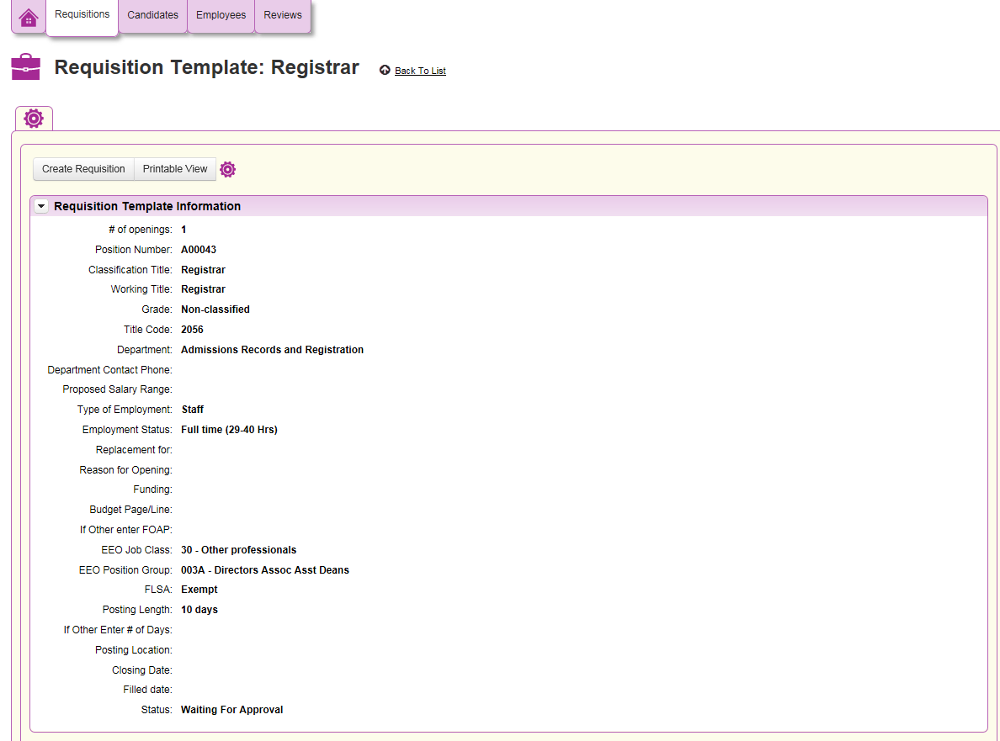 Requisitions Candidates Employees Reviews
Requisition Template: Registrar Back To List
Create Requisition Printable View
Requisition Template Information
# of openings: 1
Position Number: A00043
Classification Title: Registrar
Working Title: Registrar
Grade: Non-classified
Title Code: 2056
Department: Admissions Records and Registration
Department Contact Phone:
Proposed Salary Range:
Type of Employment: Staff
Employment Status: Full time (29-40 Hrs)
Replacement for:
Reason for Opening:
Funding:
Budget Page/Line:
If Other enter FOAP:
EEO Job Class: 30 - Other professionals
EEO Position Group: 003A - Directors Assoc Asst Deans
FLSA: Exempt
Posting Length: 10 days
If Other Enter # of Days:
Posting Location:
Closing Date:
Filled date:
Status: Waiting For Approval